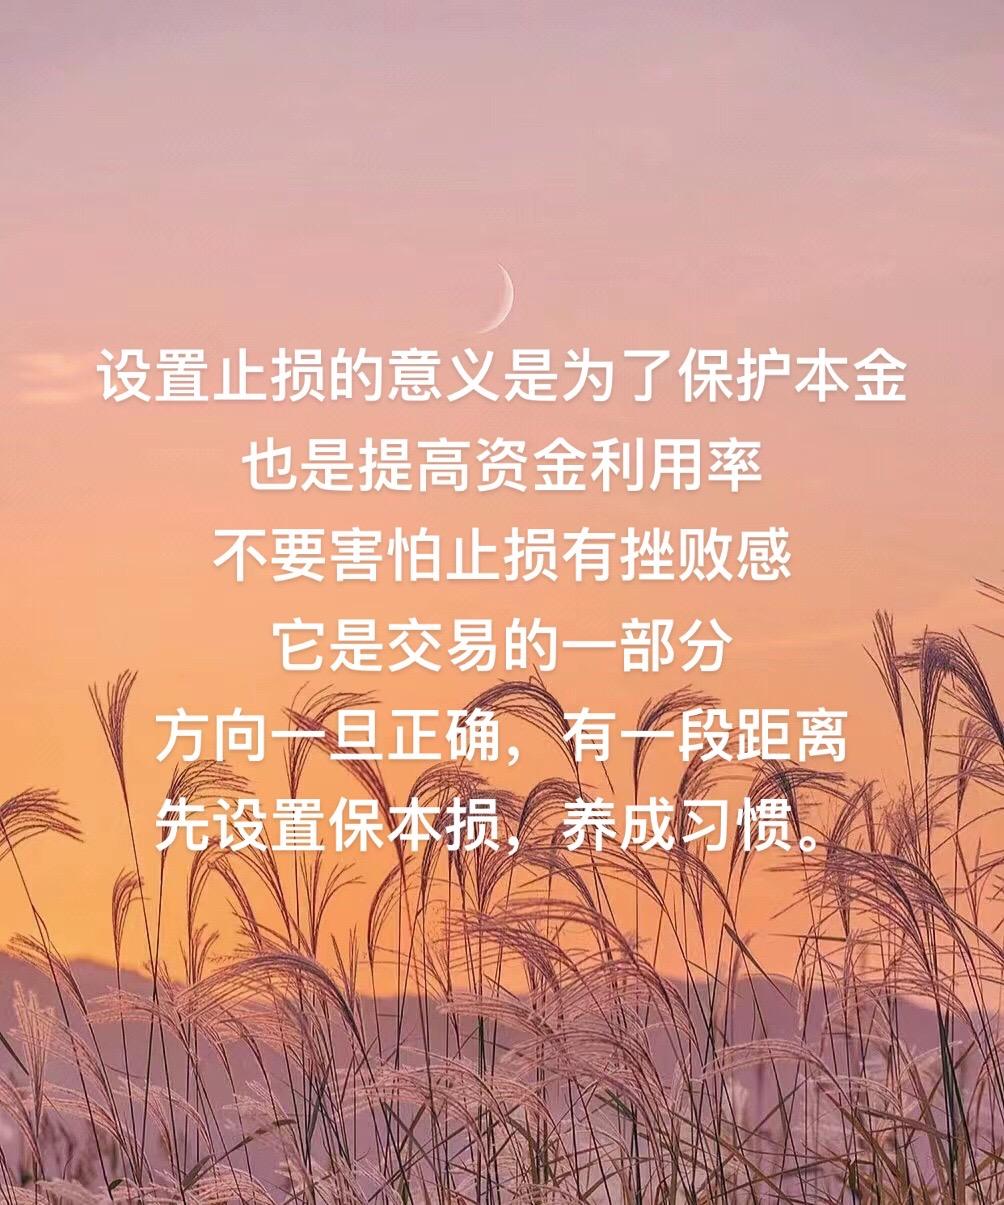 设置止损的意义是为了保护本金
也是提高资金利用率
不要害怕止损有挫败感
它是交易的一部分
方向一旦正确，有一段距离
先设置保本损，养成习惯。